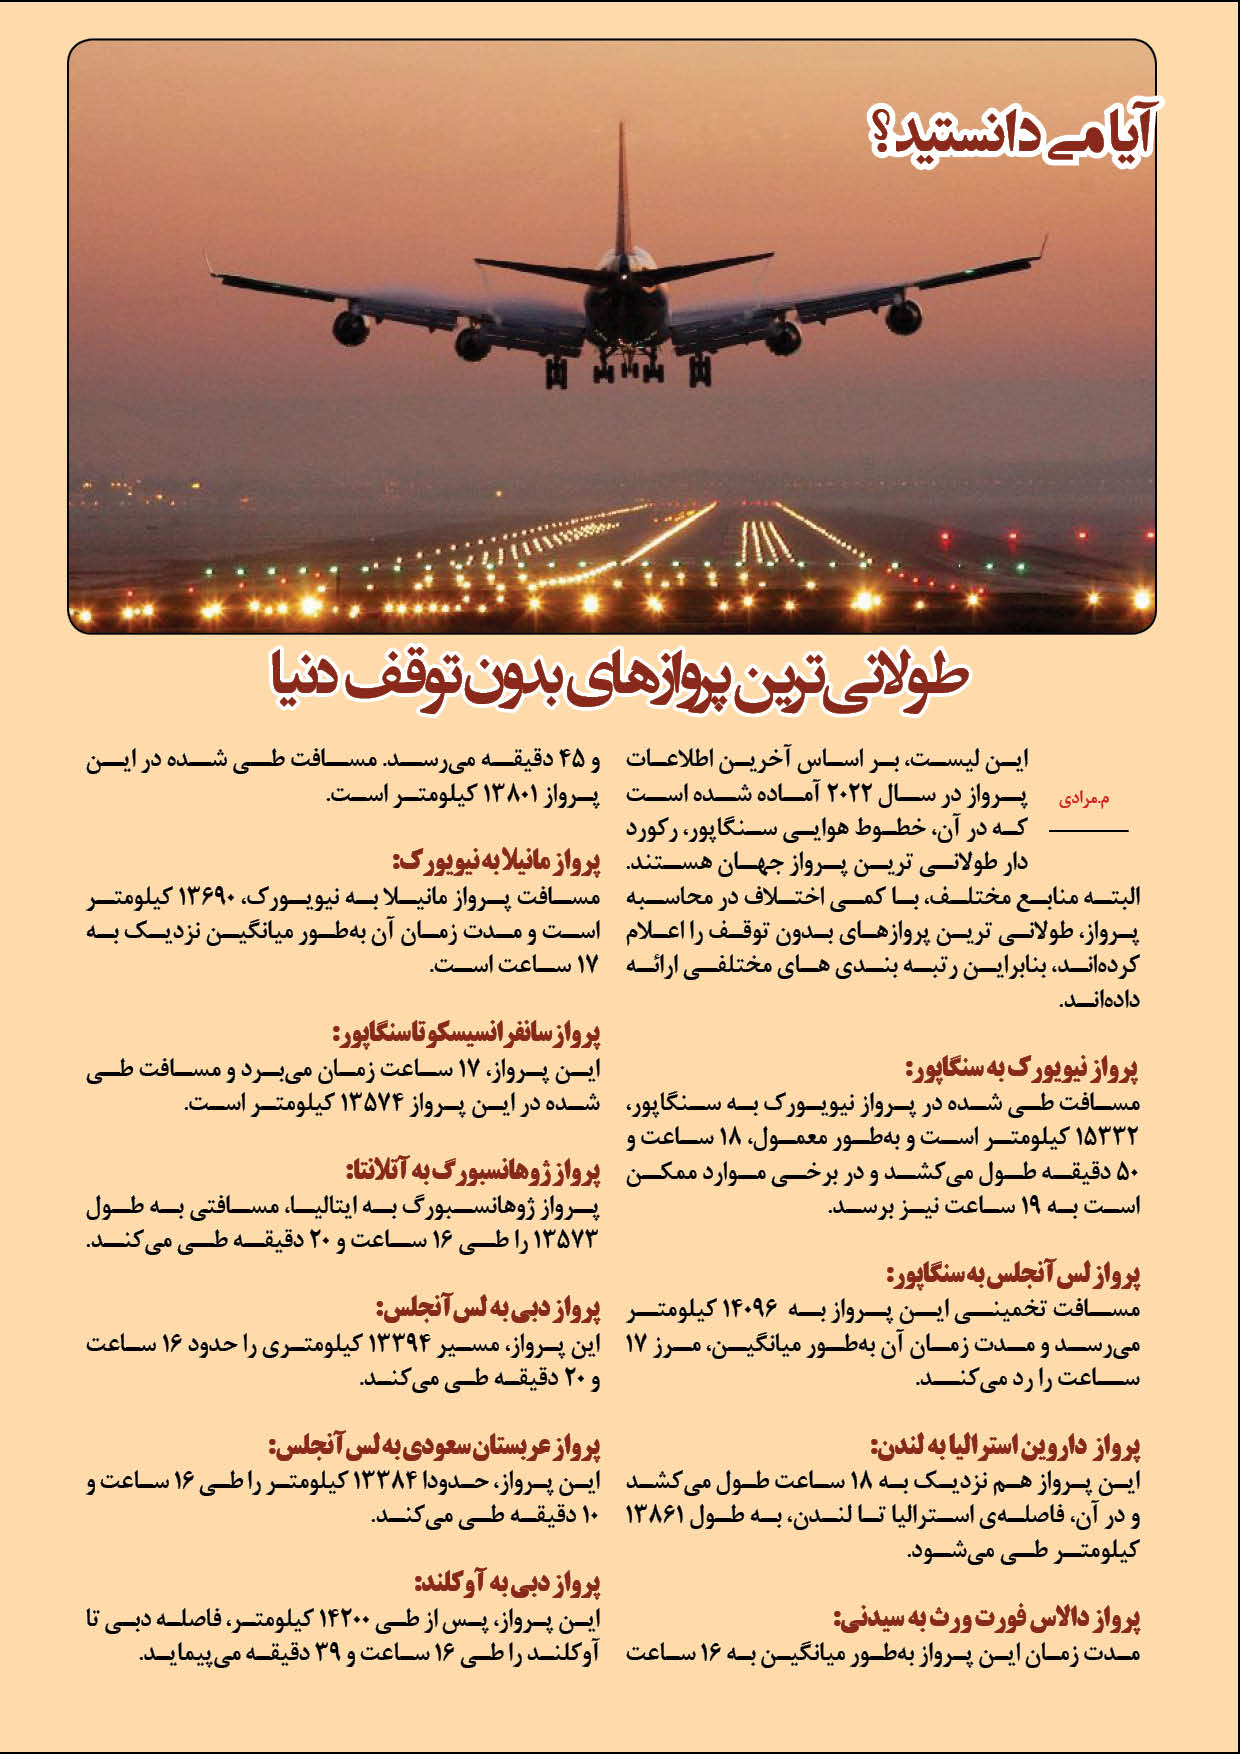 آیا می دانستید؟
طولانی ترین پروازهای بدون توقف دنیا
م.مرادی
این لیست، بر اساس آخرین اطلاعات
پرواز در سال ۲۰۲۲ آماده شده است
که در آن، خطوط هوایی سنگاپور، رکورد
دار طولانی ترین پرواز جهان هستند.
البته منابع مختلف، با کمی اختلاف در محاسبه
پرواز، طولانی ترین پروازهای بدون توقف را اعلام
کرده‌اند، بنابراین رتبه بندی های مختلفی ارائه
داده‌اند.
پرواز نیویورک به سنگاپور:
مسافت طی شده در پرواز نیویورک به سنگاپور،
۱۵۳۳۲ کیلومتر است و به‌طور معمول، ۱۸ ساعت و
۵۰ دقیقه طول می‌کشد و در برخی موارد ممکن
است به ۱۹ ساعت نیز برسد.
پرواز لس آنجلس به سنگاپور:
مسافت تخمینی این پرواز به ۱۴۰۹۶ کیلومتر
می‌رسد و مدت زمان آن به‌طور میانگین، مرز ۱۷
ساعت را رد می‌کند.
پرواز داروین استرالیا به لندن:
این پرواز هم نزدیک به ۱۸ ساعت طول می‌کشد
و در آن، فاصله‌ی استرالیا تا لندن، به طول ۱۳۸۶۱
کیلومتر طی می‌شود.
پرواز دالاس فورت ورث به سیدنی:
مدت زمان این پرواز به‌طور میانگین به ۱۶ ساعت
و ۴۵ دقیقه می‌رسد. مسافت طی شده در این
پرواز ۱۳۸۰۱ کیلومتر است.
پرواز مانیلا به نیویورک:
مسافت پرواز مانیلا به نیویورک، ۱۳۶۹۰ کیلومتر
است و مدت زمان آن به‌طور میانگین نزدیک به
۱۷ ساعت است.
پرواز سانفرانسیسکو تا سنگاپور:
این پرواز، ۱۷ ساعت زمان می‌برد و مسافت طی
شده در این پرواز ۱۳۵۷۴ کیلومتر است.
پرواز ژوهانسبورگ به آتلانتا:
پرواز ژوهانسبورگ به ایتالیا، مسافتی به طول
۱۳۵۷۳ را طی ۱۶ ساعت و ۲۰ دقیقه طی می‌کند.
پرواز دبی به لس آنجلس:
این پرواز، مسیر ۱۳۳۹۴ کیلومتری را حدود ۱۶ ساعت
و ۲۰ دقیقه طی می‌کند.
پرواز عربستان سعودی به لس آنجلس:
این پرواز، حدودا ۱۳۳۸۴ کیلومتر را طی ۱۶ ساعت و
۱۰ دقیقه طی می‌کند.
پرواز دبی به آوکلند:
این پرواز، پس از طی ۱۴۲۰۰ کیلومتر، فاصله دبی تا
آوکلند را طی ۱۶ ساعت و ۳۹ دقیقه می‌پیماید.